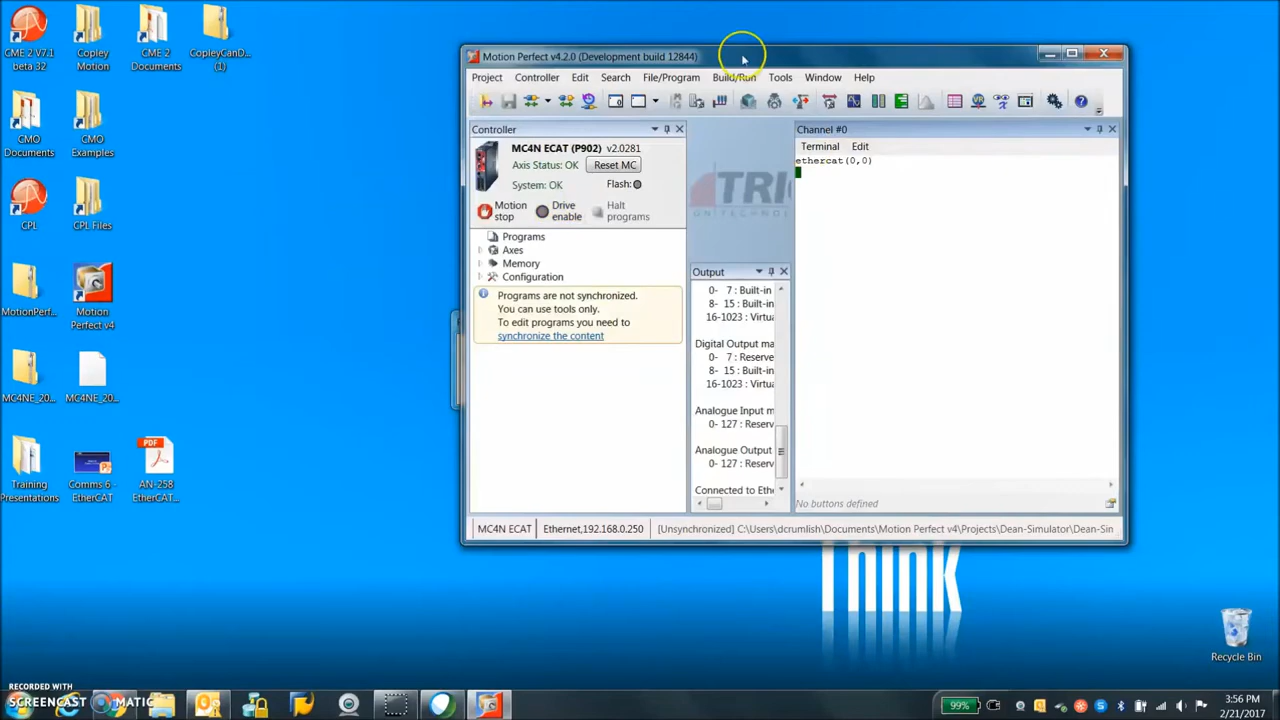 CME 2 V7.1
beta 32
Copley
Motion
CME 2
Documents
CopleyCanD...
(1)
CMO
Documents
CMO
Examples
CPL
CPL Files
MotionPerf...
Motion
Perfect v4
MC4NE_20...
MC4NE_20...
Training
Presentations
Comms 6 -
EtherCAT
PDF
AN-258
EtherCAT...
Motion Perfect v4.2.0 (Development build 12844)
Project Controller Edit Search File/Program Build/Run Tools Window Help
Controller
MC4N ECAT (P902) v2.0281
Axis Status: OK Reset MC
System: OK Flash:
Motion
stop
Drive
enable
Halt
programs
Programs
Axes
Memory
Configuration
Programs are not synchronized.
You can use tools only.
To edit programs you need to
synchronize the content
TRI
ON TECHNO
Output
0- 7 : Built-in
8- 15 : Built-in
16-1023 : Virtua
Digital Output ma
0- 7 : Reserve
8- 15 : Built-in
16-1023 : Virtua
Analogue Input m
0- 127 : Reserv
Analogue Output
0- 127 : Reserv
Connected to Ethe
Channel #0
Terminal Edit
ethercat(0,0)
No buttons defined
MC4N ECAT Ethernet,192.168.0.250 [Unsynchronized] C:\Users\dcrumlish\Documents\Motion Perfect v4\Projects\Dean-Simulator\Dean-Sin
Think
Recycle Bin
RECORDED WITH
SCREENCAST MATIC
99%
3:56 PM
2/21/2017